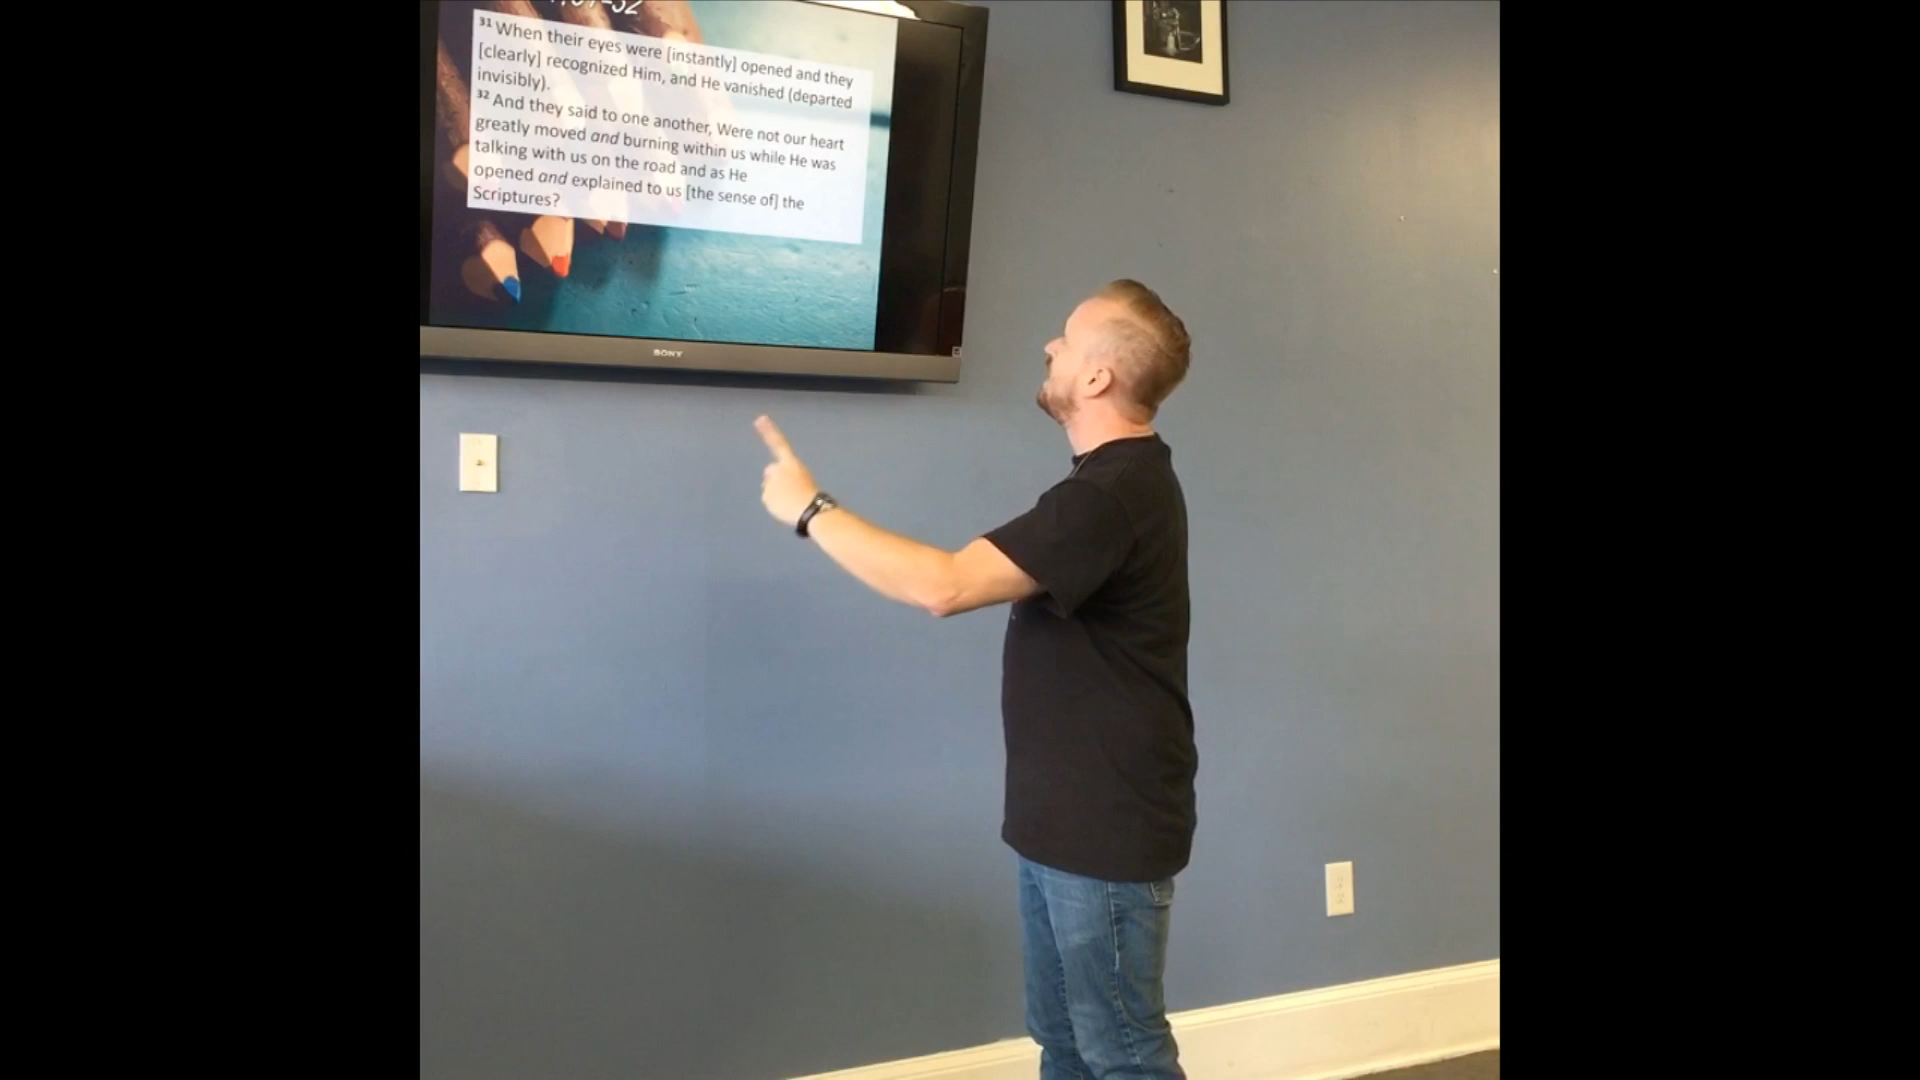 31 When their eyes were [instantly] opened and they
[clearly] recognized Him, and He vanished (departed
invisibly).
32 And they said to one another, Were not our heart
greatly moved and burning within us while He was
talking with us on the road and as He
opened and explained to us [the sense of] the
Scriptures?
SONY